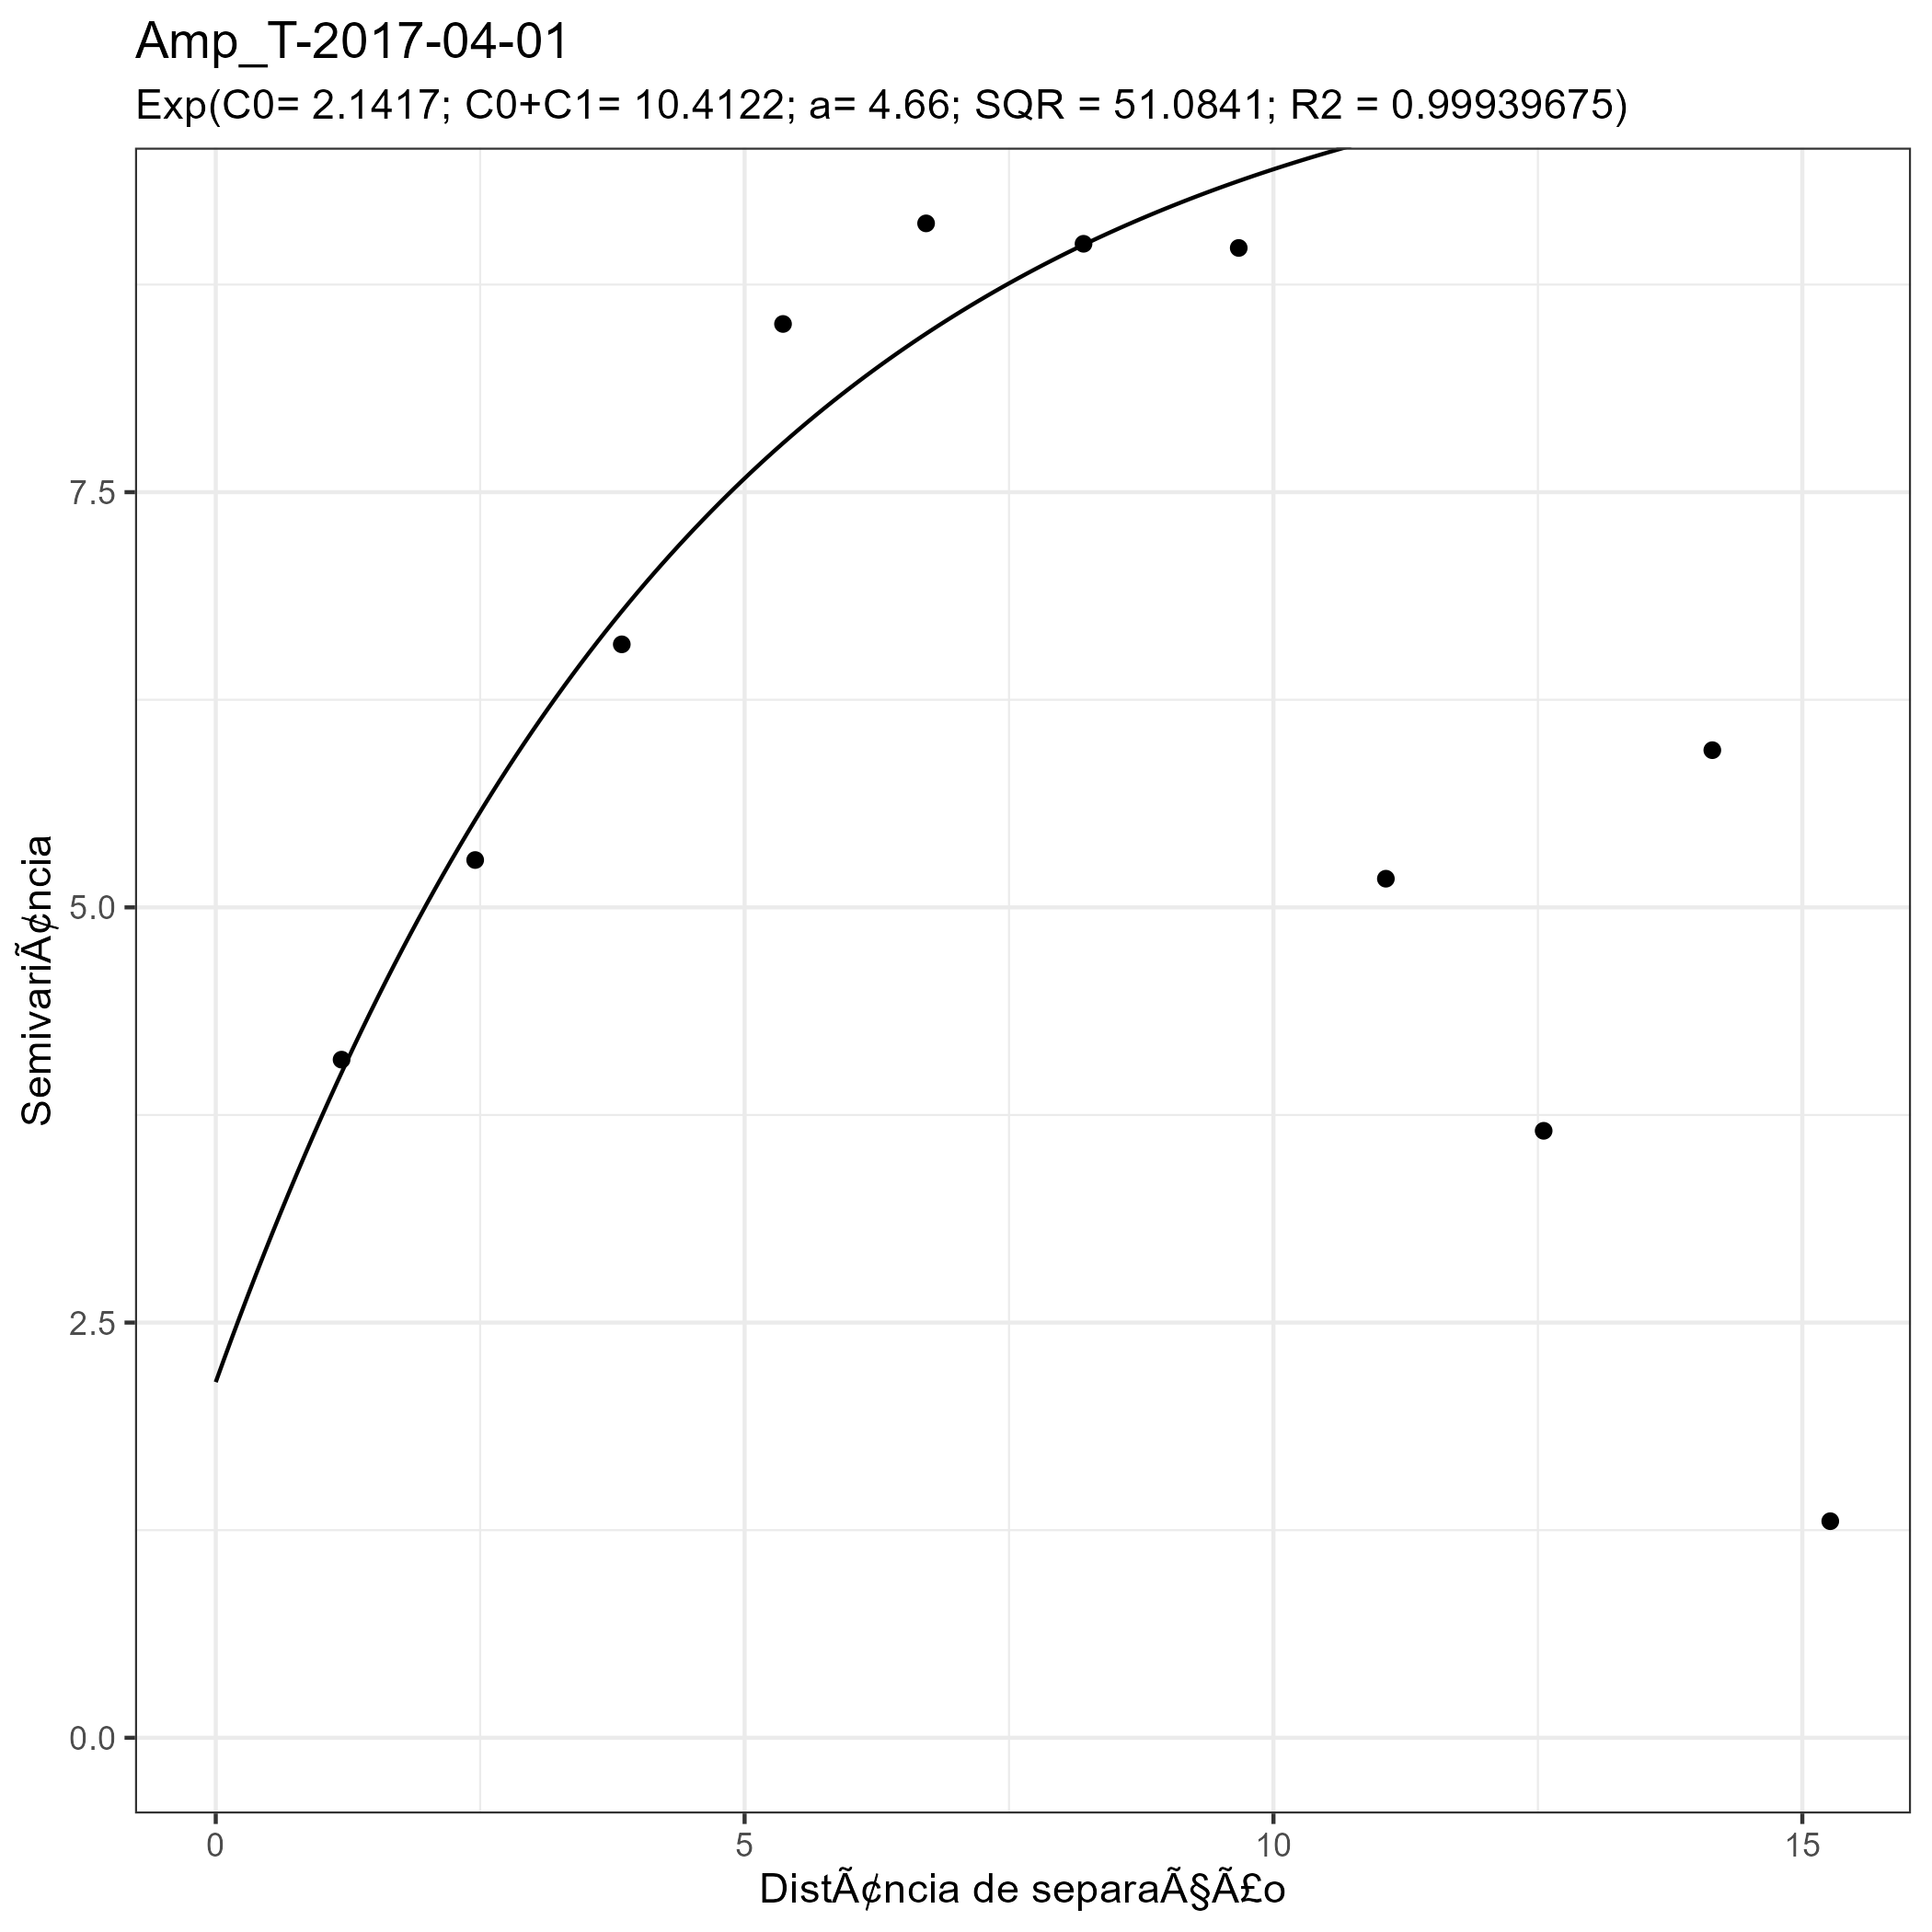 Amp_T-2017-04-01
Exp(C0= 2.1417; C0+C1= 10.4122; a= 4.66; SQR = 51.0841; R2 = 0.99939675)
SemivariÃ¢ncia
7.5
5.0
2.5
0.0
0 5 10 15
DistÃ¢ncia de separaÃ§Ã£o